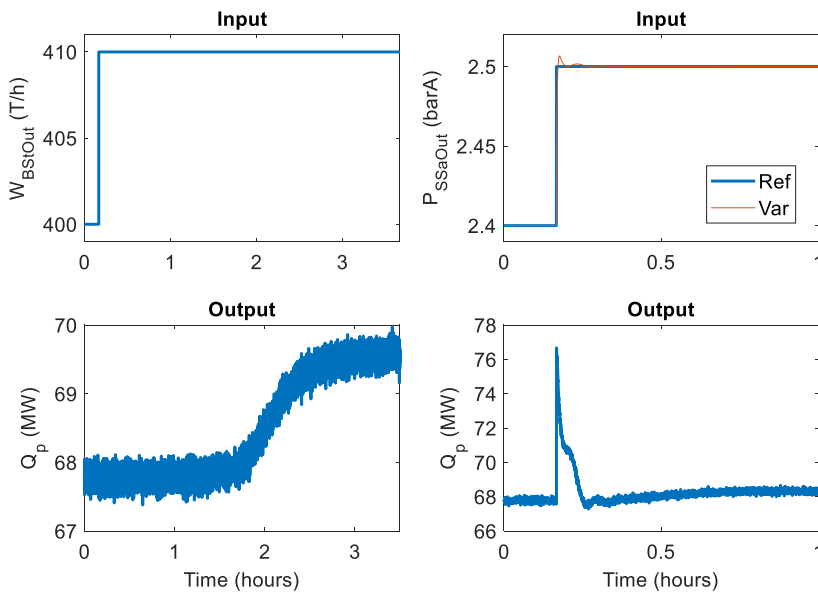 Input
W_BStOut (T/h)
410
405
400
0 1 2 3
Input
P_SSaOut (barA)
2.5
2.45
2.4
Ref
Var
0 0.5 1
Output
Q_p (MW)
70
69
68
67
0 1 2 3
Time (hours)
Output
Q_p (MW)
78
76
74
72
70
68
66
0 0.5 1
Time (hours)